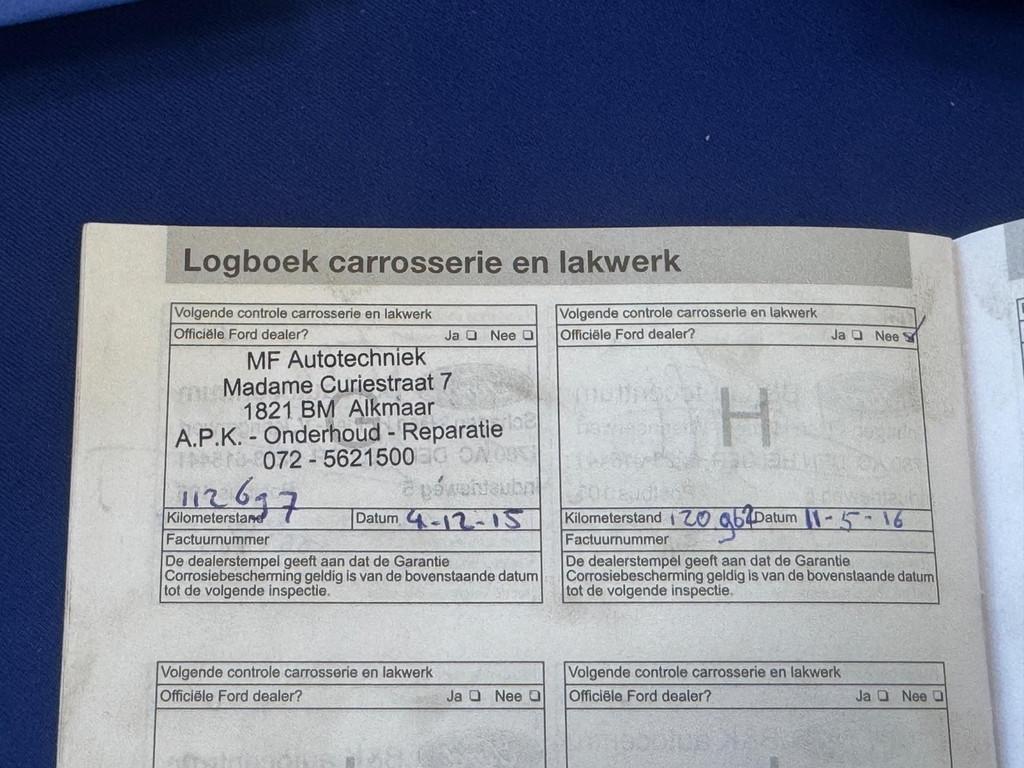 Logboek carrosserie en lakwerk
Volgende controle carrosserie en lakwerk
Officiële Ford dealer? Ja Nee
MF Autotechniek
Madame Curiestraat 7
1821 BM Alkmaar
A.P.K. - Onderhoud - Reparatie
072 - 5621500
G
112697
Kilometerstand Datum 4-12-15
Factuurnummer
De dealerstempel geeft aan dat de Garantie
Corrosiebescherming geldig is van de bovenstaande datum
tot de volgende inspectie.
Volgende controle carrosserie en lakwerk
Officiële Ford dealer? Ja Nee
H
Kilometerstand 120.962 Datum 11-5-16
Factuurnummer
De dealerstempel geeft aan dat de Garantie
Corrosiebescherming geldig is van de bovenstaande datum
tot de volgende inspectie.
Volgende controle carrosserie en lakwerk
Officiële Ford dealer? Ja Nee
Volgende controle carrosserie en lakwerk
Officiële Ford dealer? Ja Nee